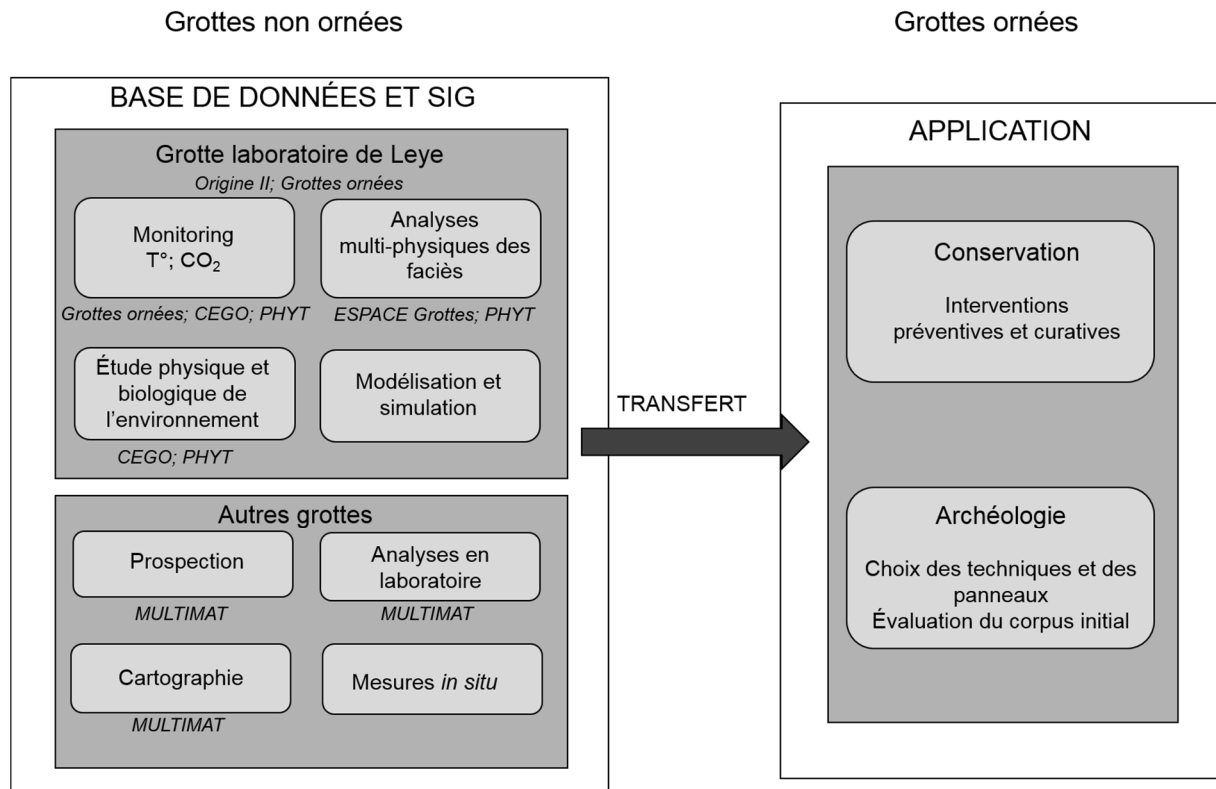 Grottes non ornées
BASE DE DONNÉES ET SIG
Grotte laboratoire de Leye
Origine II; Grottes ornées
Monitoring
T°; CO₂
Grottes ornées; CEGO; PHYT
Analyses
multi-physiques des
faciès
ESPACE Grottes; PHYT
Étude physique et
biologique de
l'environnement
CEGO; PHYT
Modélisation et
simulation
Autres grottes
Prospection
MULTIMAT
Analyses en
laboratoire
MULTIMAT
Cartographie
MULTIMAT
Mesures in situ
TRANSFERT
Grottes ornées
APPLICATION
Conservation
Interventions
préventives et curatives
Archéologie
Choix des techniques et des
panneaux
Évaluation du corpus initial